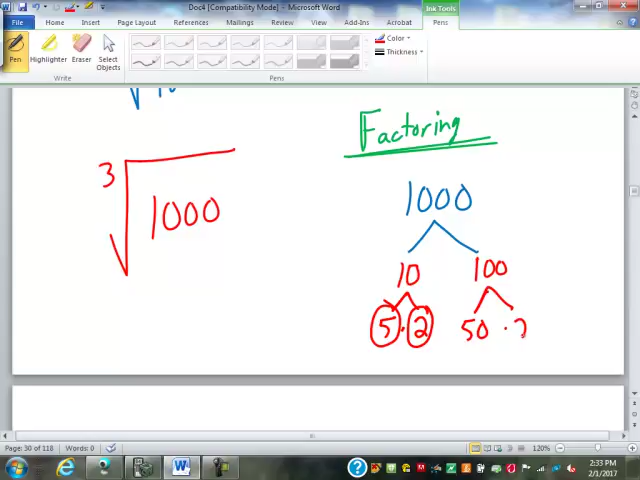 Doc4 [Compatibility Mode] - Microsoft Word
Ink Tools
File Home Insert Page Layout References Mailings Review View Add-Ins Acrobat Pens
Pen Highlighter Eraser Select Objects
Color
Thickness
Write Pens
Factoring
3 1000
1000
10 100
5 · 2 50 ·
Page: 30 of 118 Words: 0 120%
2:33 PM
2/1/2017